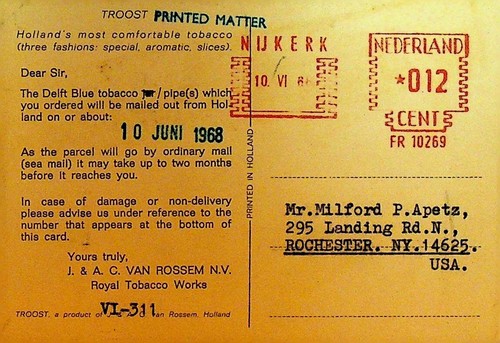 TROOST PRINTED MATTER
Holland's most comfortable tobacco
(three fashions: special, aromatic, slices).
Dear Sir,
The Delft Blue tobacco /pipe(s) which
you ordered will be mailed out from Hol-
land on or about:
10 JUNI 1968
As the parcel will go by ordinary mail
(sea mail) it may take up to two months
before it reaches you.
In case of damage or non-delivery
please advise us under reference to the
number that appears at the bottom of
this card.
Yours truly,
J. & A. C. VAN ROSSEM N.V.
Royal Tobacco Works
VI-311
TROOST, a product of van Rossem, Holland
PRINTED IN HOLLAND
NIJKERK
10. VI 6
NEDERLAND
*012
CENT
FR 10269
Mr.Milford P.Apetz,
295 Landing Rd.N.,
ROCHESTER. NY.14625.
USA.